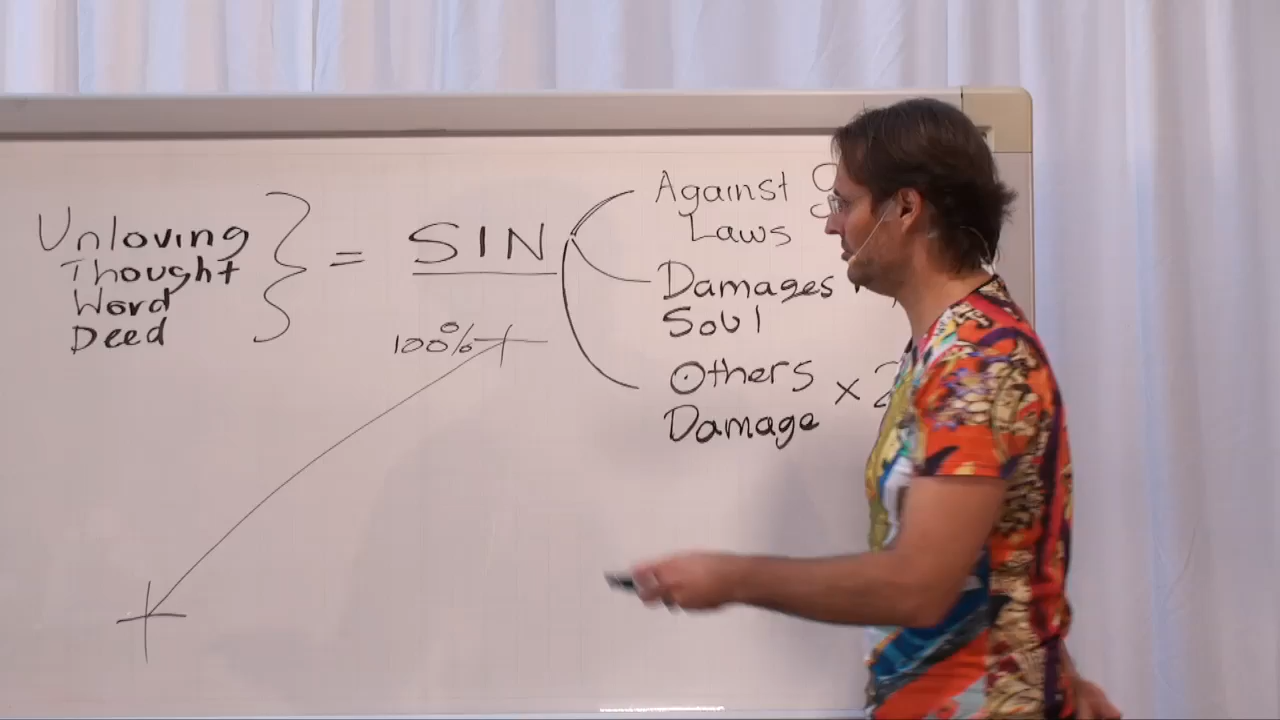 Unloving
Thought
Word
Deed
} = SIN
100%
Against
Laws
Damages
Soul
Others
Damage × 2